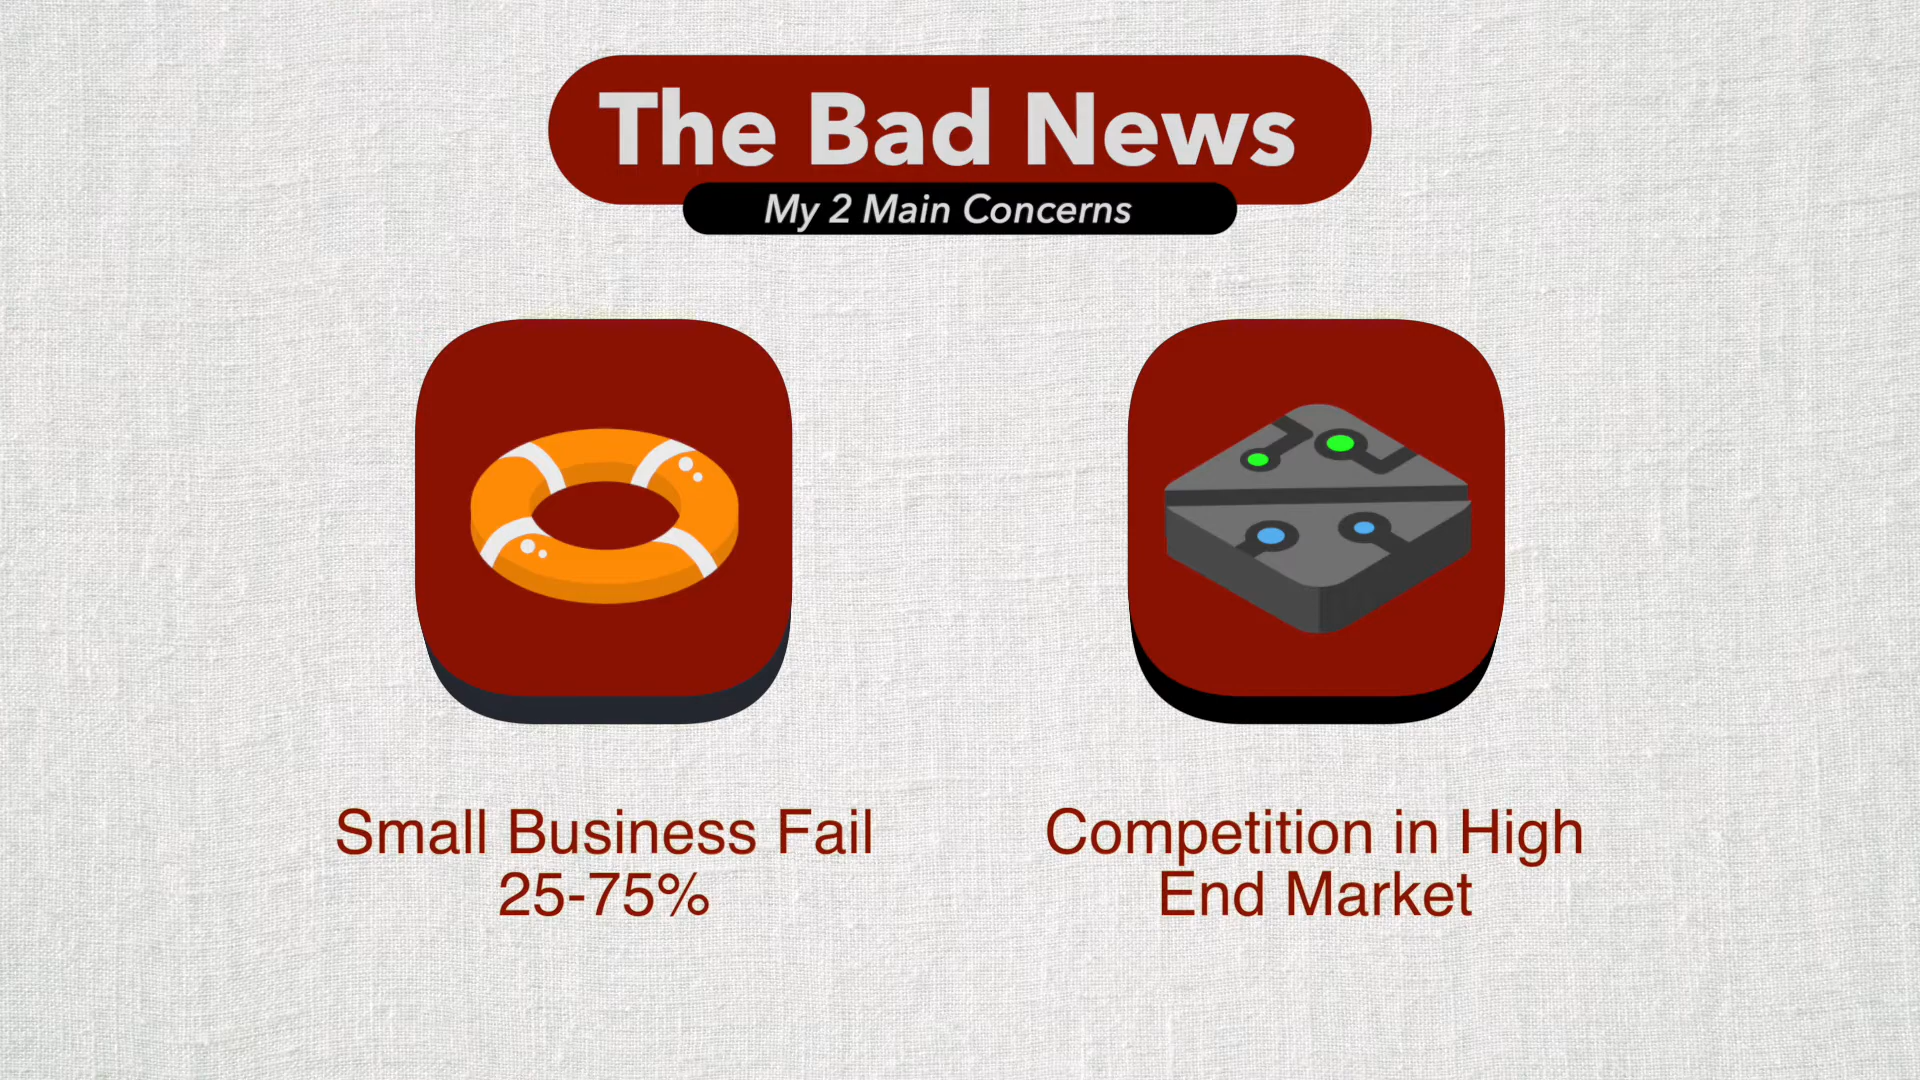 The Bad News
My 2 Main Concerns
Small Business Fail
25-75%
Competition in High
End Market